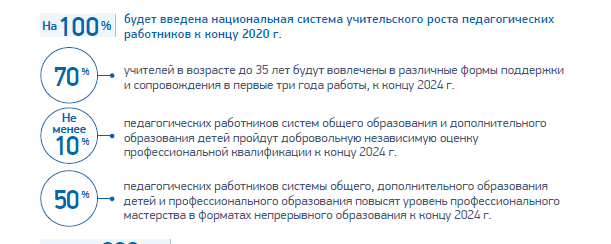 На 100 %
будет введена национальная система учительского роста педагогических
работников к концу 2020 г.
70 %
учителей в возрасте до 35 лет будут вовлечены в различные формы поддержки
и сопровождения в первые три года работы, к концу 2024 г.
Не
менее
10 %
педагогических работников систем общего образования и дополнительного
образования детей пройдут добровольную независимую оценку
профессиональной квалификации к концу 2024 г.
50 %
педагогических работников системы общего, дополнительного образования
детей и профессионального образования повысят уровень профессионального
мастерства в форматах непрерывного образования к концу 2024 г.